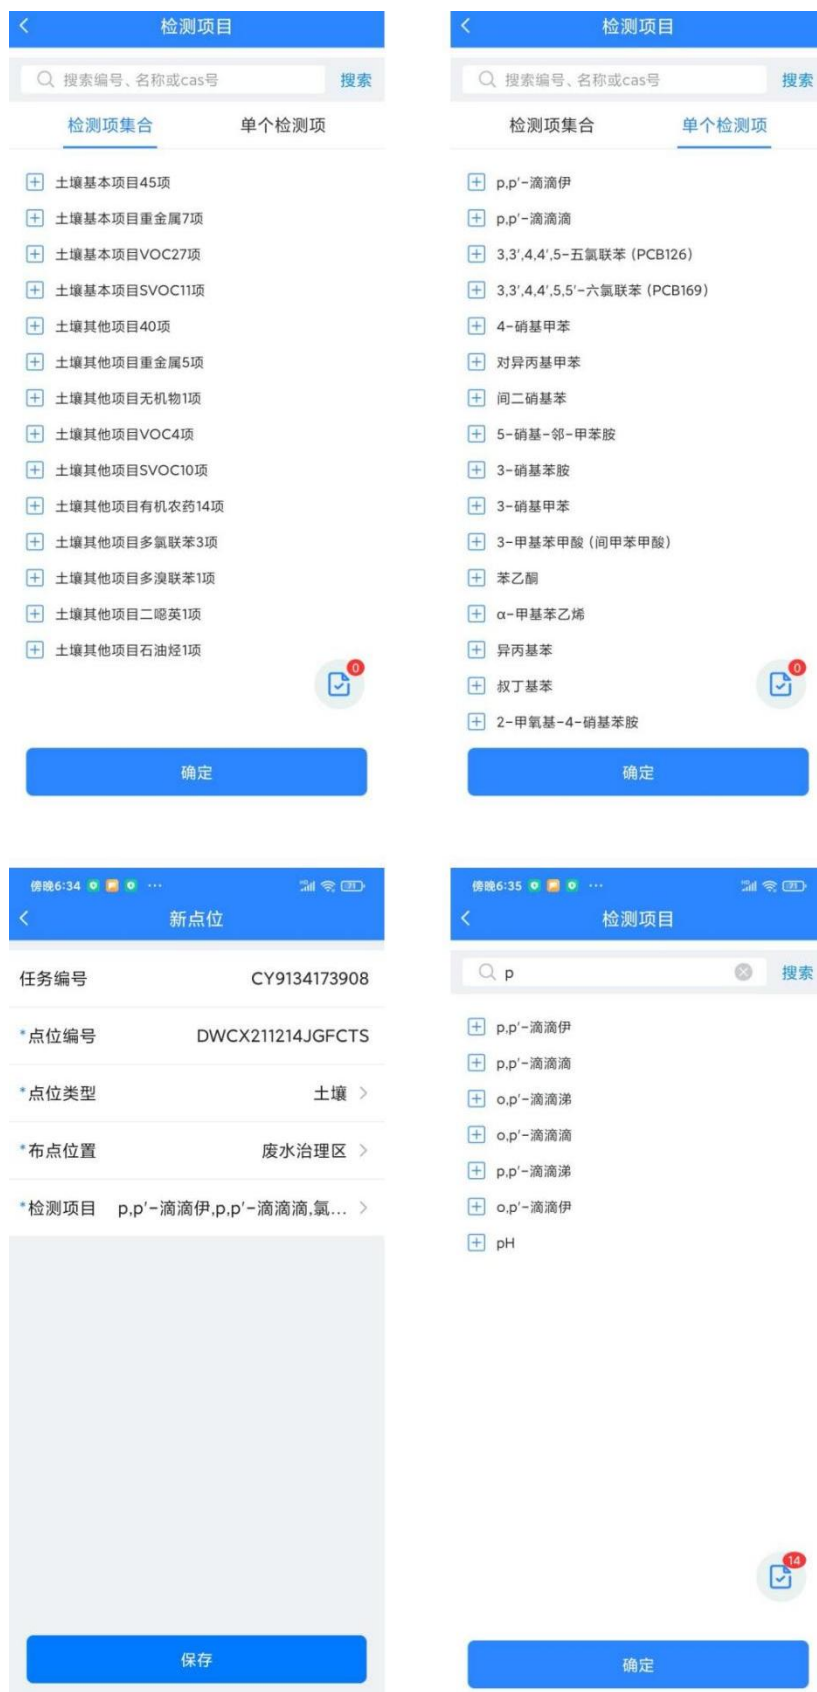 检测项目
搜索编号、名称或cas号 搜索
检测项集合 单个检测项
土壤基本项目45项
土壤基本项目重金属7项
土壤基本项目VOC27项
土壤基本项目SVOC11项
土壤其他项目40项
土壤其他项目重金属5项
土壤其他项目无机物1项
土壤其他项目VOC4项
土壤其他项目SVOC10项
土壤其他项目有机农药14项
土壤其他项目多氯联苯3项
土壤其他项目多溴联苯1项
土壤其他项目二噁英1项
土壤其他项目石油烃1项
0
确定
检测项目
搜索编号、名称或cas号 搜索
检测项集合 单个检测项
p,p′-滴滴伊
p,p′-滴滴滴
3,3′,4,4′,5-五氯联苯 (PCB126)
3,3′,4,4′,5,5′-六氯联苯 (PCB169)
4-硝基甲苯
对异丙基甲苯
间二硝基苯
5-硝基-邻-甲苯胺
3-硝基苯胺
3-硝基甲苯
3-甲基苯甲酸 (间甲苯甲酸)
苯乙酮
α-甲基苯乙烯
异丙基苯
叔丁基苯
2-甲氧基-4-硝基苯胺
0
确定
傍晚6:34 ··· 71
新点位
任务编号 CY9134173908
*点位编号 DWCX211214JGFCTS
*点位类型 土壤
*布点位置 废水治理区
*检测项目 p,p′-滴滴伊,p,p′-滴滴滴,氯...
保存
傍晚6:35 ··· 71
检测项目
p 搜索
p,p′-滴滴伊
p,p′-滴滴滴
o,p′-滴滴涕
o,p′-滴滴滴
p,p′-滴滴涕
o,p′-滴滴伊
pH
14
确定